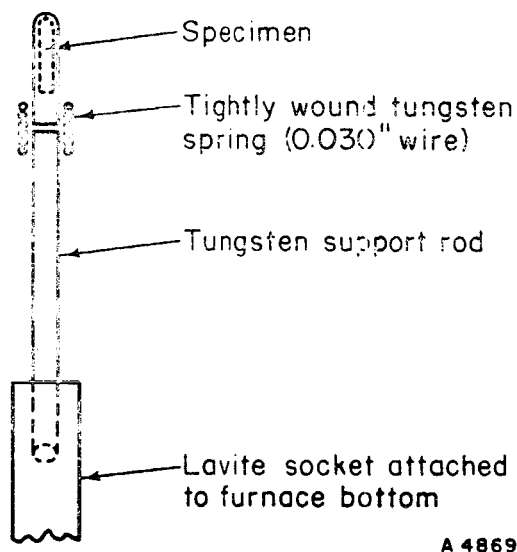 Specimen
Tightly wound tungsten
spring (0.030" wire)
Tungsten support rod
Lavite socket attached
to furnace bottom
A 4869